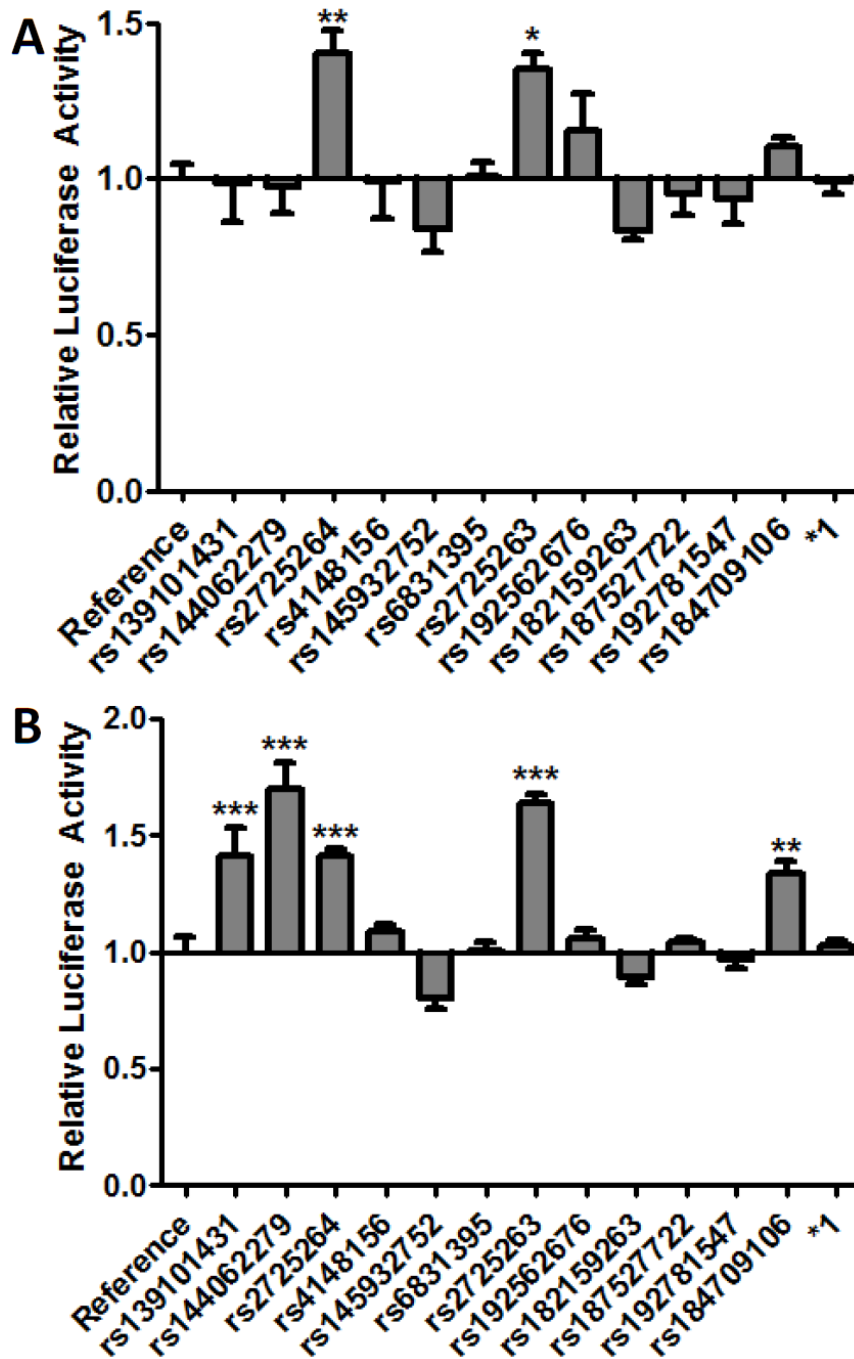 A
Relative Luciferase Activity
1.5
1.0
0.5
0.0
** *
Reference rs139101431 rs144062279 rs2725264 rs4148156 rs145932752 rs6831395 rs2725263 rs192562676 rs182159263 rs187527722 rs192781547 rs184709106 *1
B
Relative Luciferase Activity
2.0
1.5
1.0
0.5
0.0
*** *** *** *** **
Reference rs139101431 rs144062279 rs2725264 rs4148156 rs145932752 rs6831395 rs2725263 rs192562676 rs182159263 rs187527722 rs192781547 rs184709106 *1